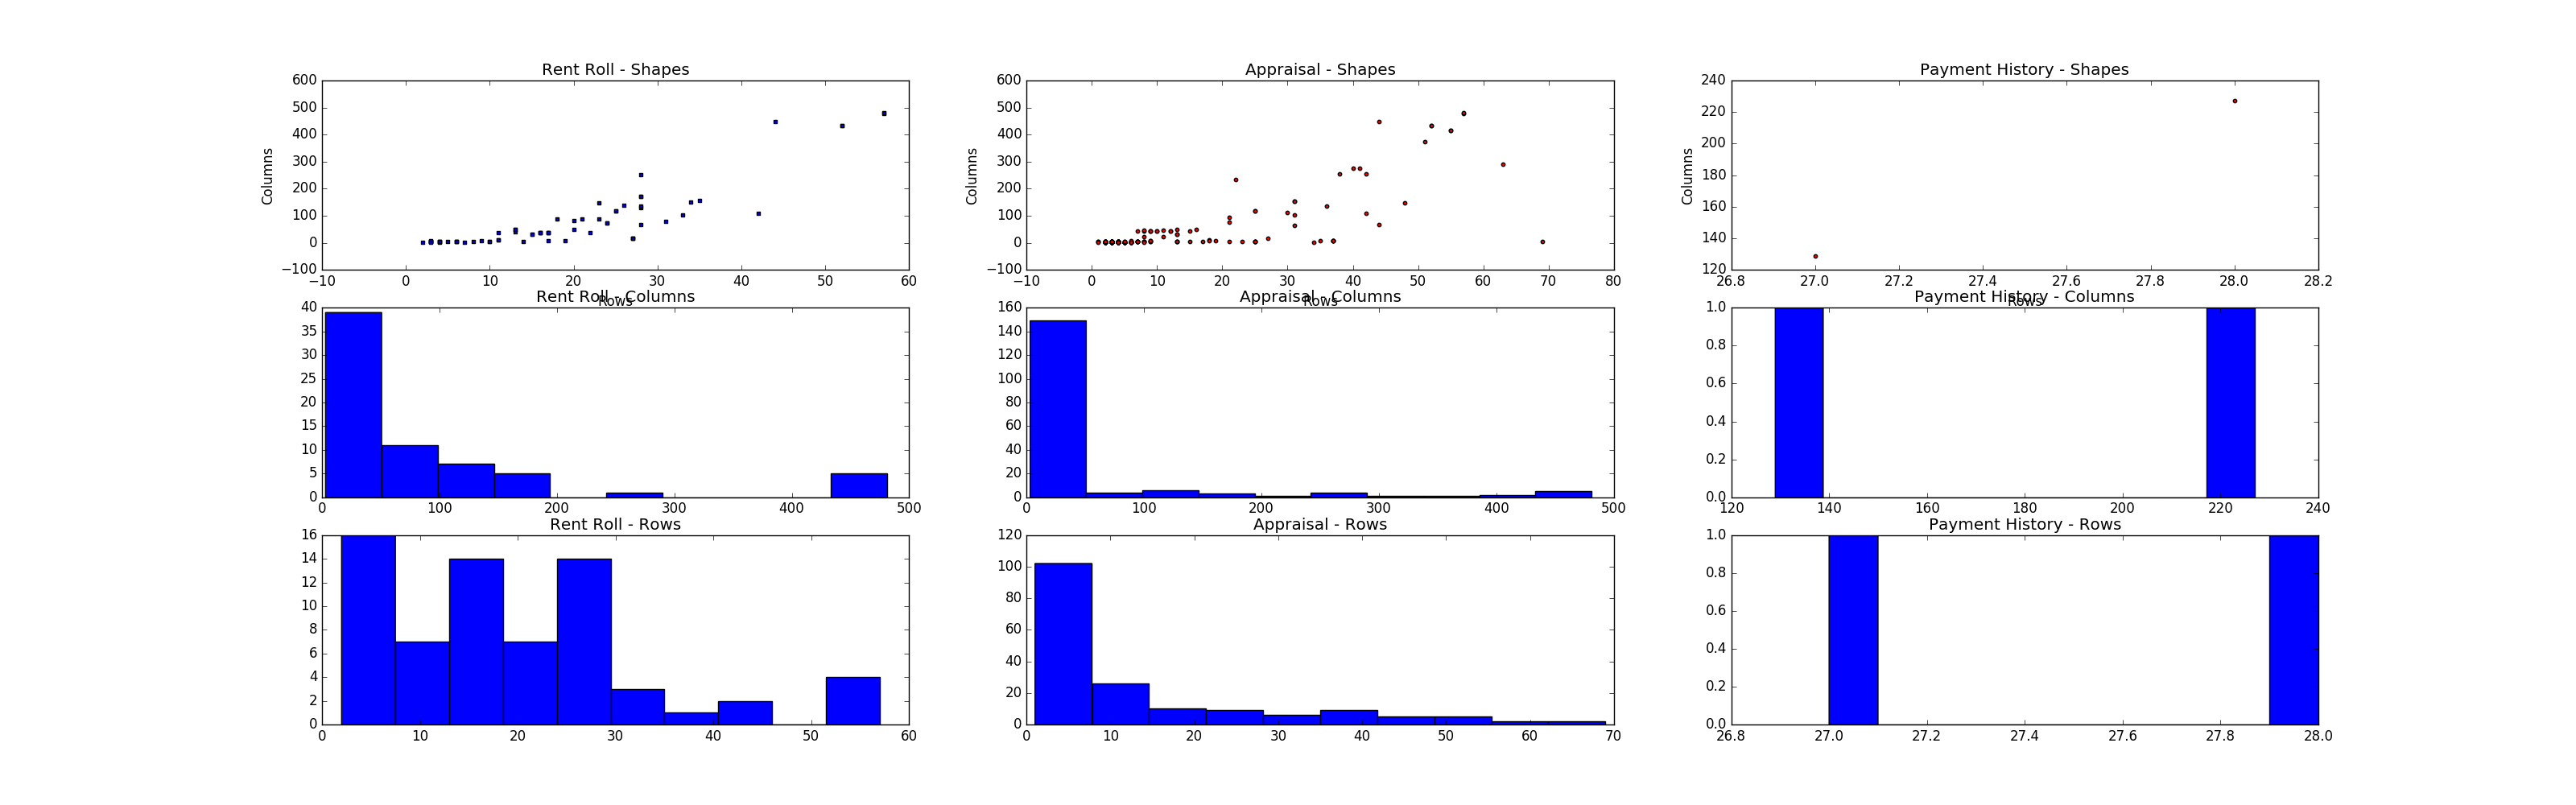 Rent Roll - Shapes
600
500
400
300
200
100
0
−100
Columns
−10 0 10 20 30 40 50 60
Rows
Appraisal - Shapes
600
500
400
300
200
100
0
−100
Columns
−10 0 10 20 30 40 50 60 70 80
Rows
Payment History - Shapes
240
220
200
180
160
140
120
Columns
26.8 27.0 27.2 27.4 27.6 27.8 28.0 28.2
Rows
Rent Roll - Columns
40
35
30
25
20
15
10
5
0
0 100 200 300 400 500
Appraisal - Columns
160
140
120
100
80
60
40
20
0
0 100 200 300 400 500
Payment History - Columns
1.0
0.8
0.6
0.4
0.2
0.0
120 140 160 180 200 220 240
Rent Roll - Rows
16
14
12
10
8
6
4
2
0
0 10 20 30 40 50 60
Appraisal - Rows
120
100
80
60
40
20
0
0 10 20 30 40 50 60 70
Payment History - Rows
1.0
0.8
0.6
0.4
0.2
0.0
26.8 27.0 27.2 27.4 27.6 27.8 28.0